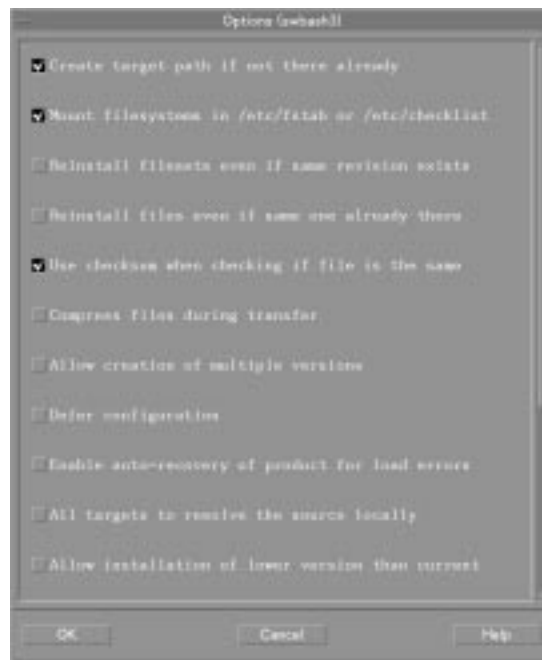 Options
Create target path if not there already
Mount filesystems in /etc/fstab or /etc/checklist
Reinstall filesets even if same revision exists
Reinstall files even if same one already there
Use checksum when checking if file is the same
Compress files during transfer
Allow creation of multiple versions
Defer configuration
Enable auto-recovery of product for load errors
All targets to resolve the source locally
Allow installation of lower version than current
OK
Cancel
Help